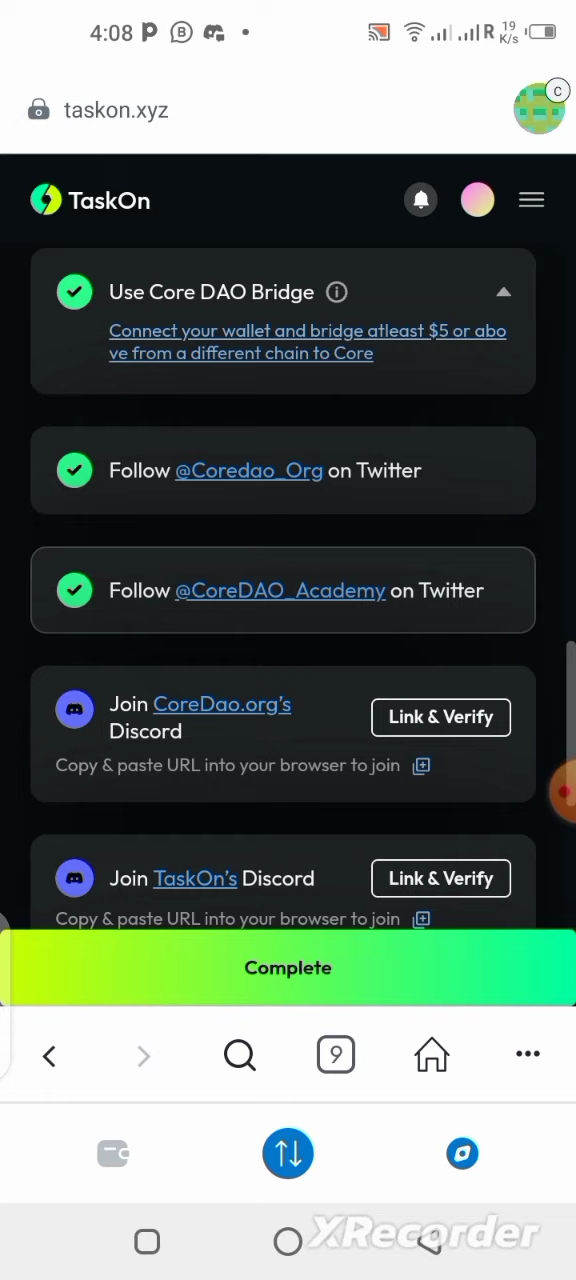 4:08
R
19
K/s
taskon.xyz
C
TaskOn
Use Core DAO Bridge
Connect your wallet and bridge atleast $5 or abo
ve from a different chain to Core
Follow @Coredao_Org on Twitter
Follow @CoreDAO_Academy on Twitter
Join CoreDao.org's
Discord
Link & Verify
Copy & paste URL into your browser to join
Join TaskOn's Discord
Link & Verify
Copy & paste URL into your browser to join
Complete
9
XRecorder